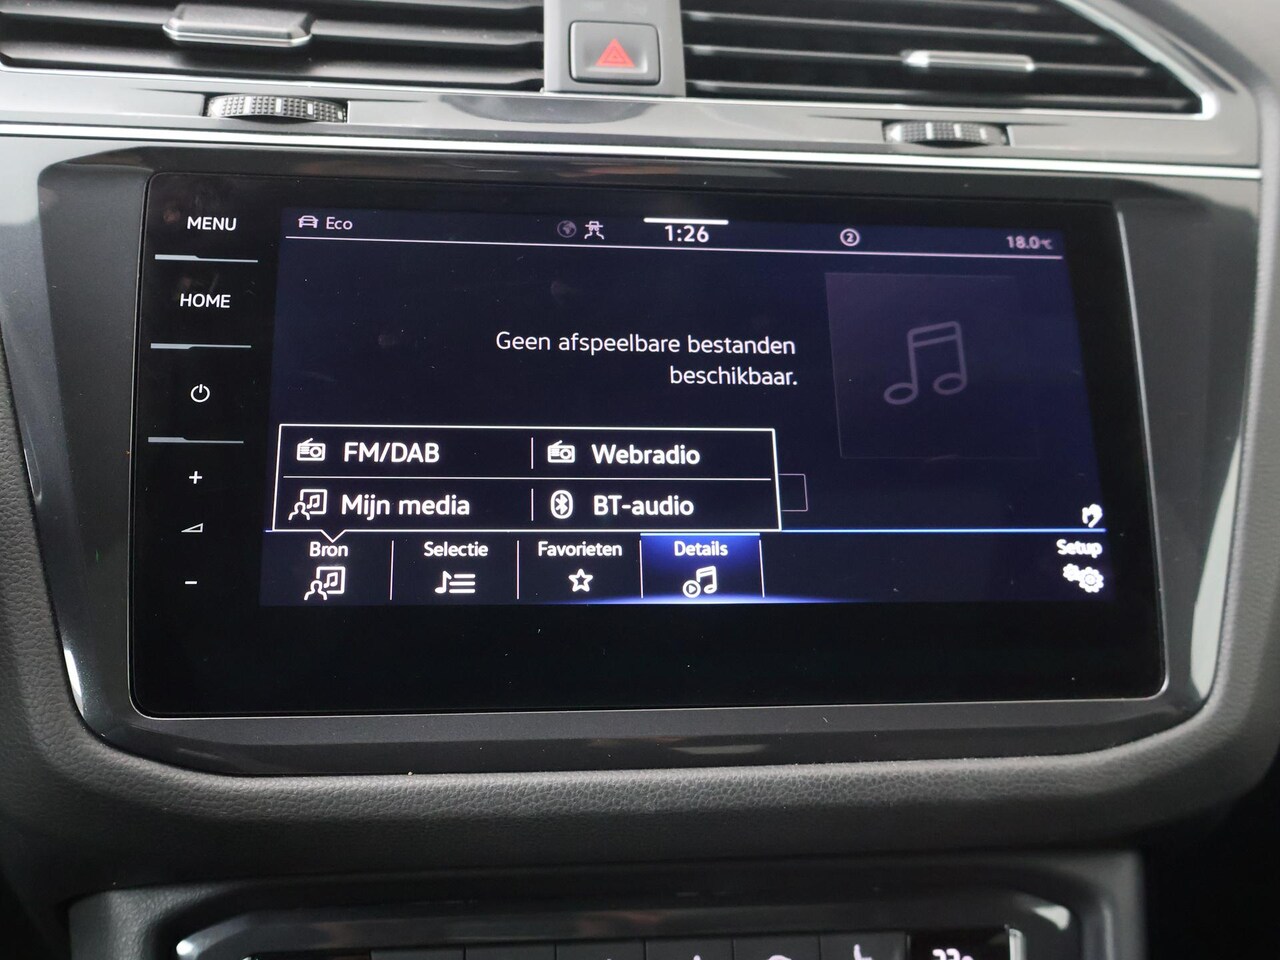 MENU
HOME
+
-
Eco
1:26
2
18.0°C
Geen afspeelbare bestanden
beschikbaar.
FM/DAB
Webradio
Mijn media
BT-audio
Bron
Selectie
Favorieten
Details
Setup